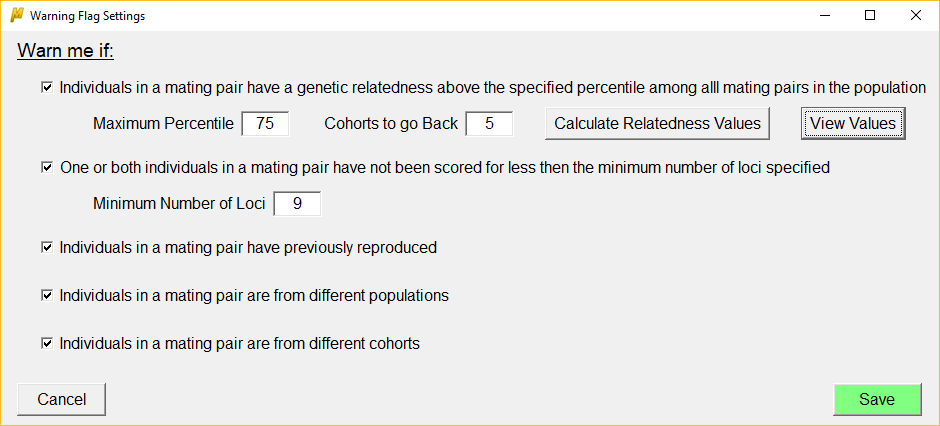 Warning Flag Settings
Warn me if:
Individuals in a mating pair have a genetic relatedness above the specified percentile among alll mating pairs in the population
Maximum Percentile 75 Cohorts to go Back 5 Calculate Relatedness Values View Values
One or both individuals in a mating pair have not been scored for less then the minimum number of loci specified
Minimum Number of Loci 9
Individuals in a mating pair have previously reproduced
Individuals in a mating pair are from different populations
Individuals in a mating pair are from different cohorts
Cancel Save